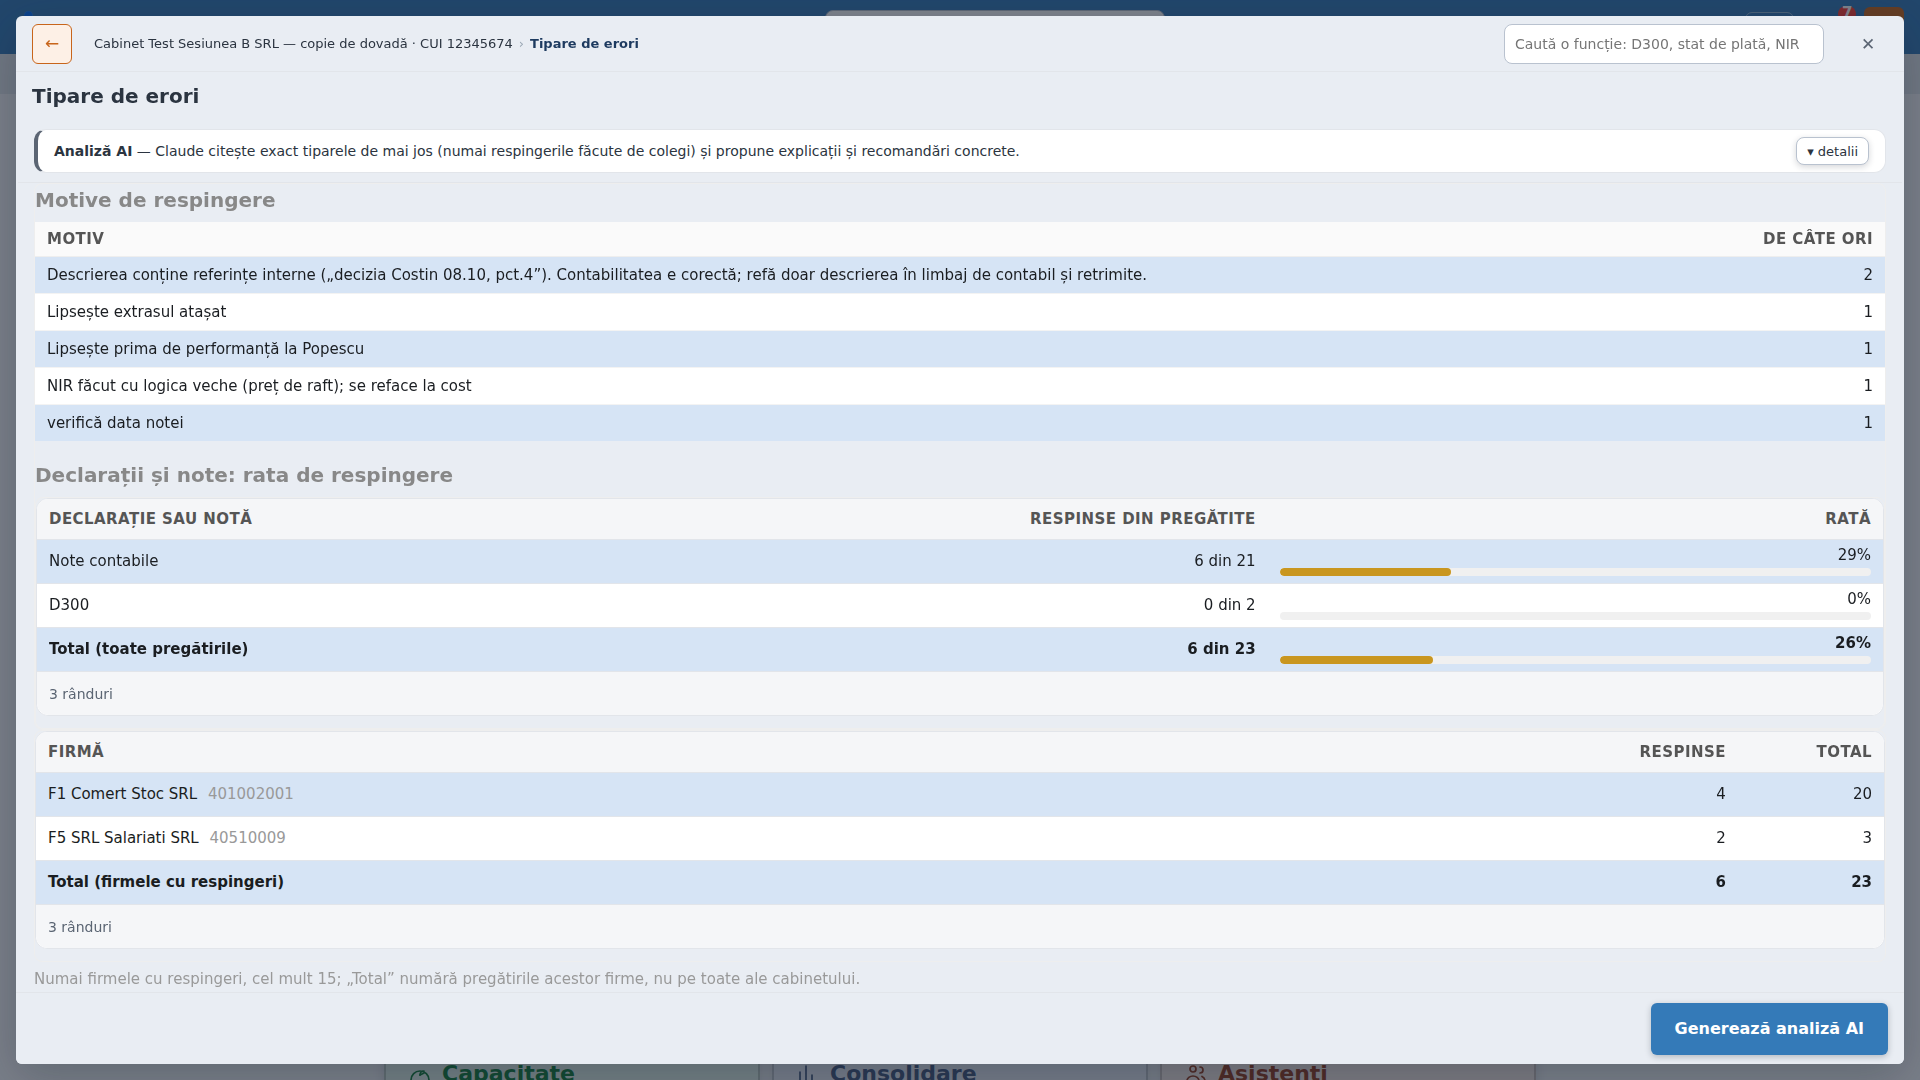 7
←
Cabinet Test Sesiunea B SRL — copie de dovadă · CUI 12345674 › Tipare de erori
Caută o funcție: D300, stat de plată, NIR
✕
Tipare de erori
Analiză AI — Claude citește exact tiparele de mai jos (numai respingerile făcute de colegi) și propune explicații și recomandări concrete.
▾ detalii
Motive de respingere
MOTIV DE CÂTE ORI
Descrierea conține referințe interne („decizia Costin 08.10, pct.4”). Contabilitatea e corectă; refă doar descrierea în limbaj de contabil și retrimite. 2
Lipsește extrasul atașat 1
Lipsește prima de performanță la Popescu 1
NIR făcut cu logica veche (preț de raft); se reface la cost 1
verifică data notei 1
Declarații și note: rata de respingere
DECLARAȚIE SAU NOTĂ RESPINSE DIN PREGĂTITE RATĂ
Note contabile 6 din 21 29%
D300 0 din 2 0%
Total (toate pregătirile) 6 din 23 26%
3 rânduri
FIRMĂ RESPINSE TOTAL
F1 Comert Stoc SRL 401002001 4 20
F5 SRL Salariati SRL 40510009 2 3
Total (firmele cu respingeri) 6 23
3 rânduri
Numai firmele cu respingeri, cel mult 15; „Total” numără pregătirile acestor firme, nu pe toate ale cabinetului.
Generează analiză AI
Capacitate Consolidare Asistenți